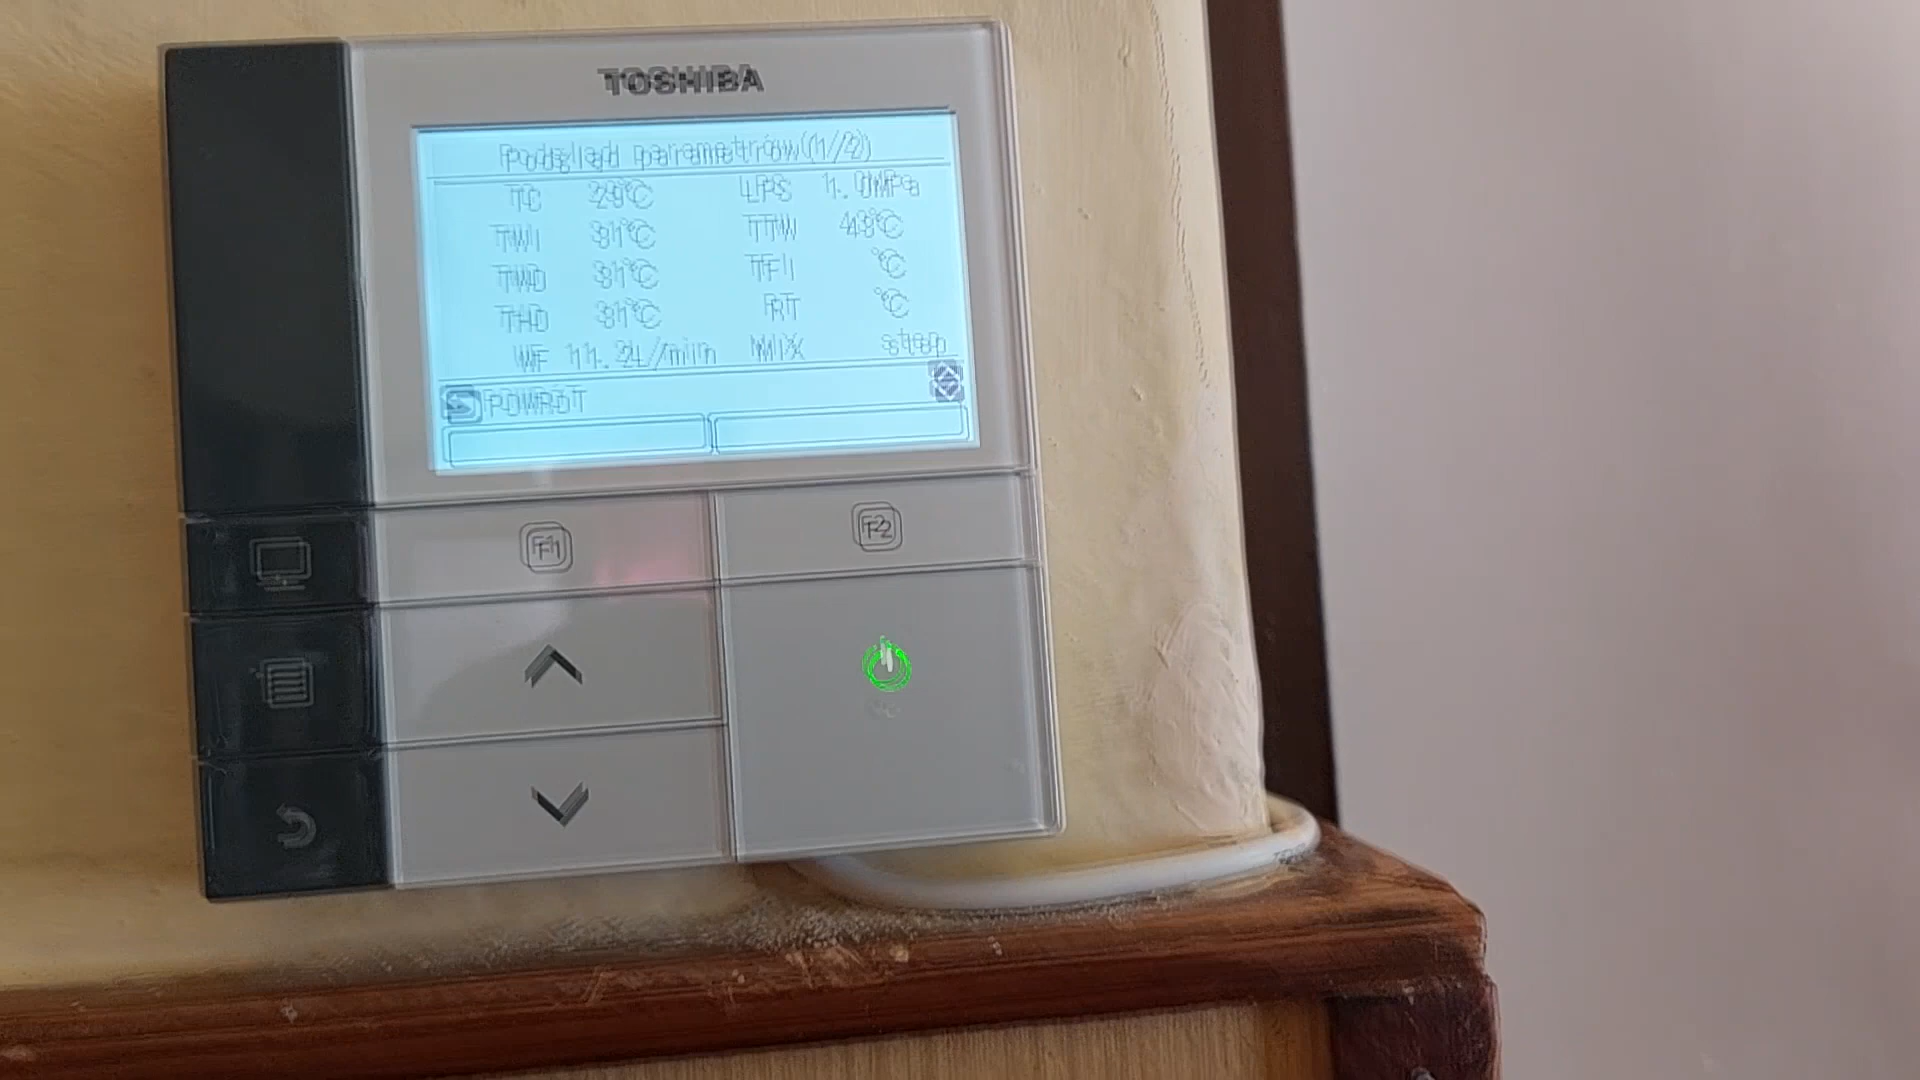 TOSHIBA
Podgląd parametrów(1/2)
TC 29°C LPS 1.0MPa
TWI 31°C TTW 43°C
TWO 31°C TFI °C
THO 31°C RT °C
WF 11.2L/min MIX step
POWRÓT
F1 F2